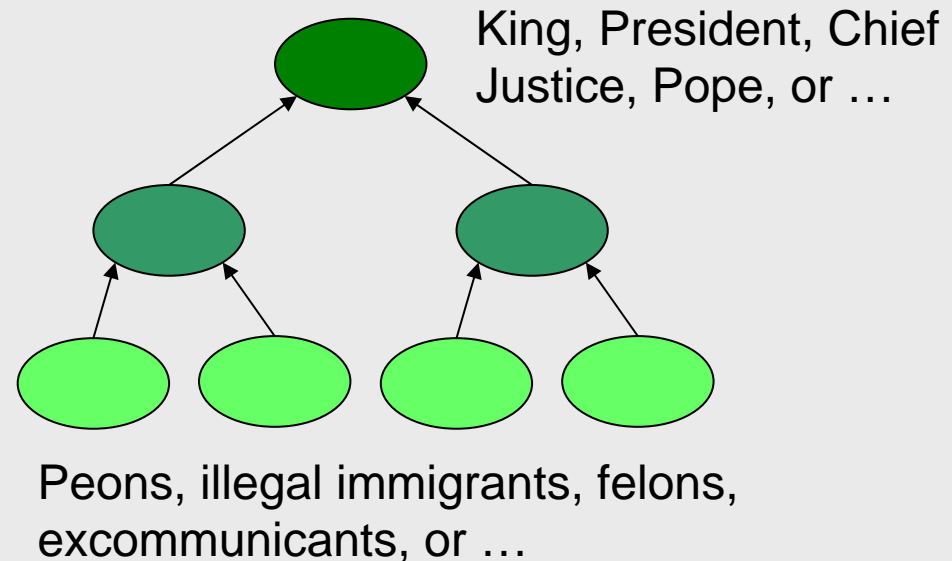 King, President, Chief
Justice, Pope, or …
Peons, illegal immigrants, felons,
excommunicants, or …